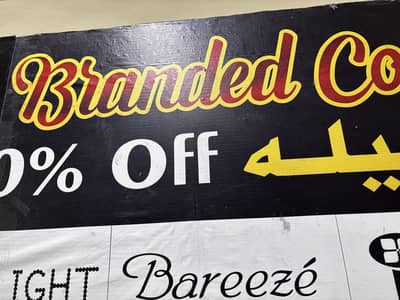 Branded Co
0% Off يله
IGHT Bareezé